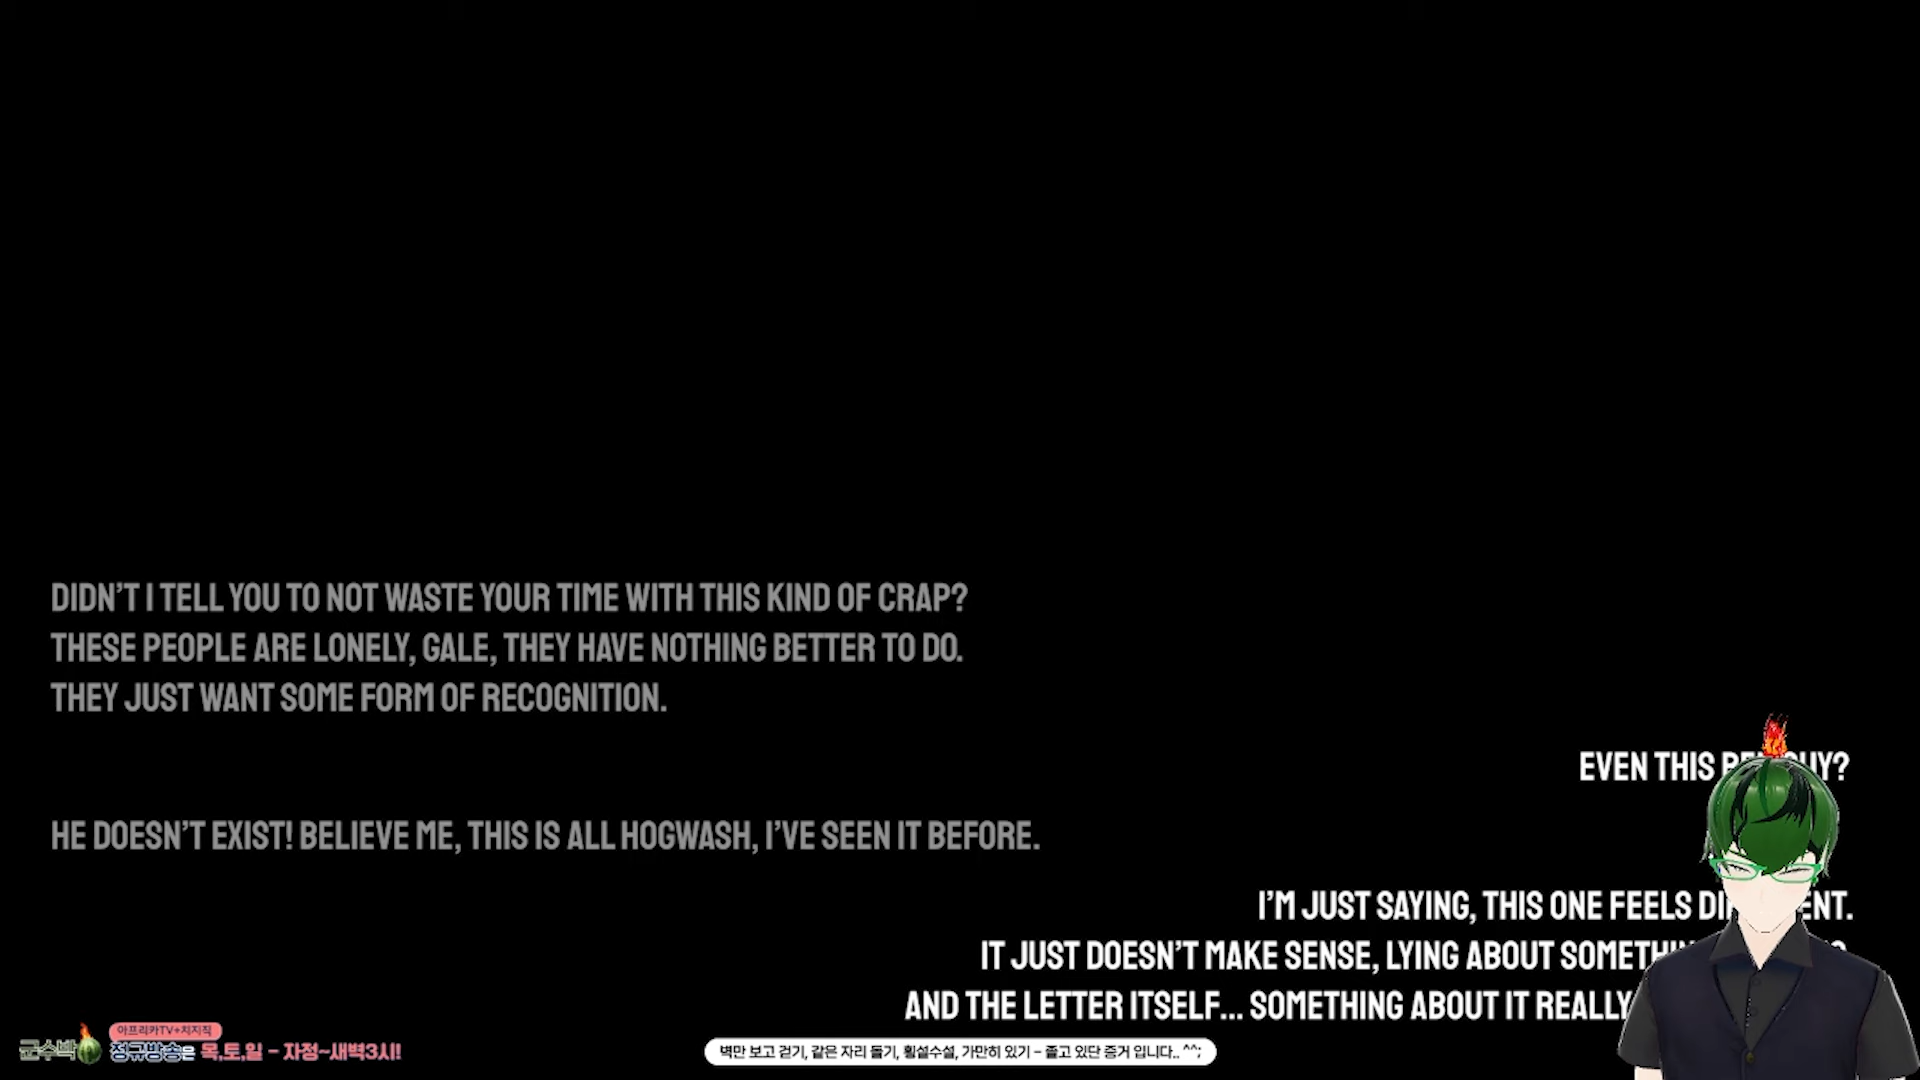 DIDN'T I TELL YOU TO NOT WASTE YOUR TIME WITH THIS KIND OF CRAP?
THESE PEOPLE ARE LONELY, GALE, THEY HAVE NOTHING BETTER TO DO.
THEY JUST WANT SOME FORM OF RECOGNITION.
EVEN THIS GUY?
HE DOESN'T EXIST! BELIEVE ME, THIS IS ALL HOGWASH, I'VE SEEN IT BEFORE.
I'M JUST SAYING, THIS ONE FEELS
IT JUST DOESN'T MAKE SENSE, LYING ABOUT
AND THE LETTER ITSELF... SOMETHING ABOUT IT REALLY
아프리카TV+치지직
군수박 정규방송은 목,토,일 - 자정~새벽3시!
벽만 보고 걷기, 같은 자리 돌기, 횡설수설, 가만히 있기 - 졸고 있단 증거 입니다.. ^^;